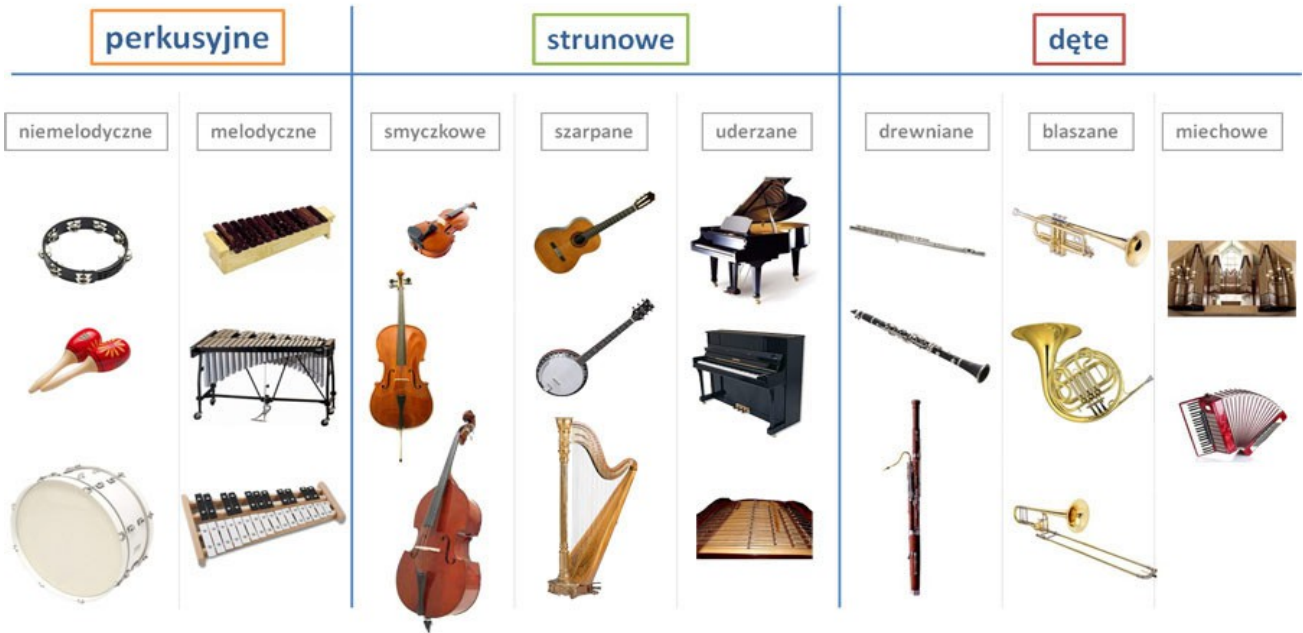 perkusyjne
strunowe
dęte
niemelodyczne
melodyczne
smyczkowe
szarpane
uderzane
drewniane
blaszane
miechowe